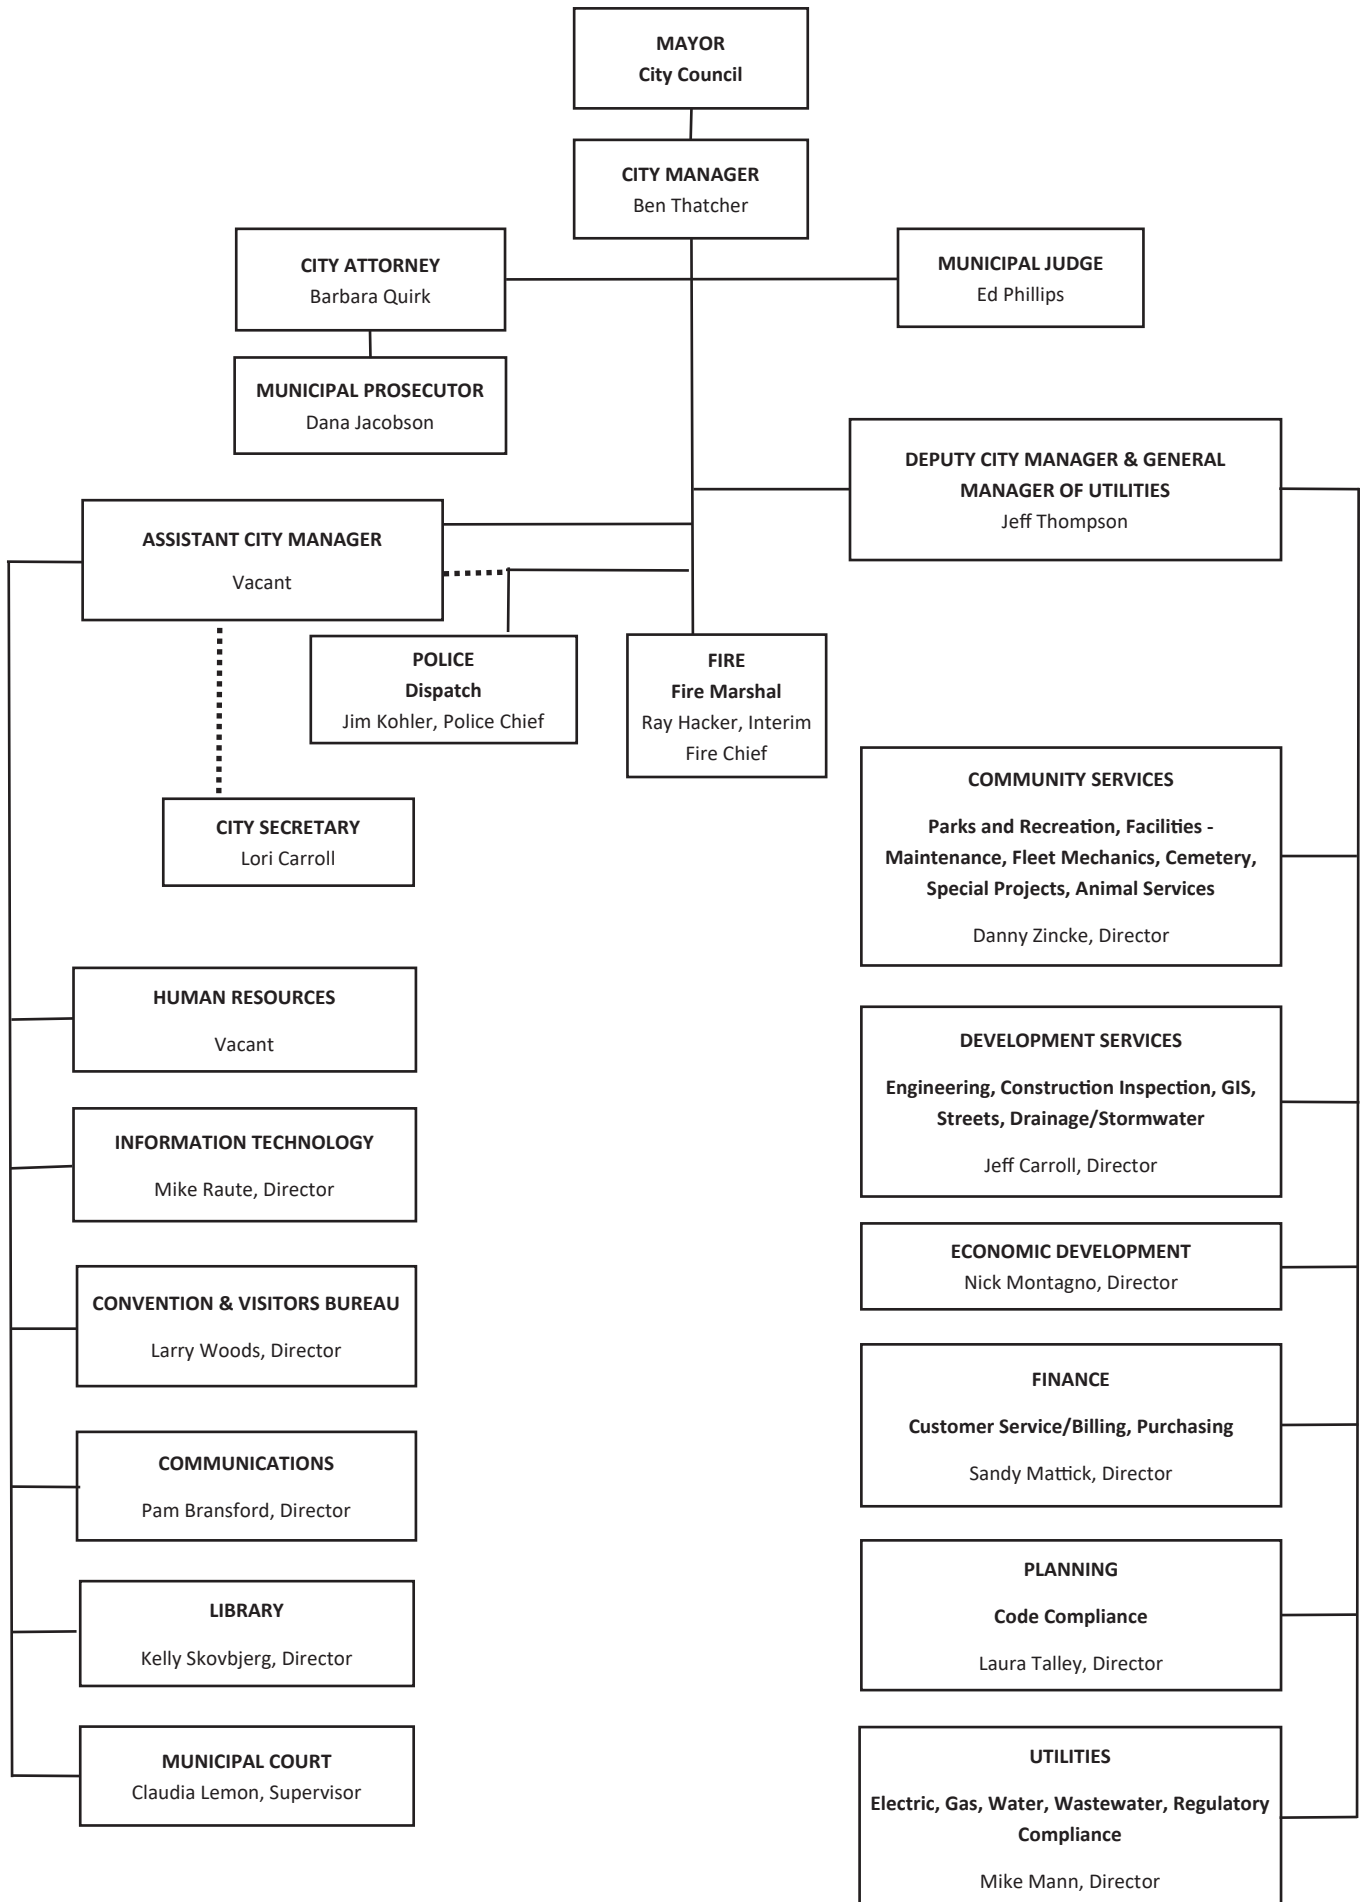 MAYOR
City Council
CITY MANAGER
Ben Thatcher
CITY ATTORNEY
Barbara Quirk
MUNICIPAL JUDGE
Ed Phillips
MUNICIPAL PROSECUTOR
Dana Jacobson
DEPUTY CITY MANAGER & GENERAL
MANAGER OF UTILITIES
Jeff Thompson
ASSISTANT CITY MANAGER
Vacant
POLICE
Dispatch
Jim Kohler, Police Chief
FIRE
Fire Marshal
Ray Hacker, Interim
Fire Chief
CITY SECRETARY
Lori Carroll
COMMUNITY SERVICES
Parks and Recreation, Facilities -
Maintenance, Fleet Mechanics, Cemetery,
Special Projects, Animal Services
Danny Zincke, Director
HUMAN RESOURCES
Vacant
DEVELOPMENT SERVICES
Engineering, Construction Inspection, GIS,
Streets, Drainage/Stormwater
Jeff Carroll, Director
INFORMATION TECHNOLOGY
Mike Raute, Director
ECONOMIC DEVELOPMENT
Nick Montagno, Director
CONVENTION & VISITORS BUREAU
Larry Woods, Director
FINANCE
Customer Service/Billing, Purchasing
Sandy Mattick, Director
COMMUNICATIONS
Pam Bransford, Director
PLANNING
Code Compliance
Laura Talley, Director
LIBRARY
Kelly Skovbjerg, Director
MUNICIPAL COURT
Claudia Lemon, Supervisor
UTILITIES
Electric, Gas, Water, Wastewater, Regulatory
Compliance
Mike Mann, Director